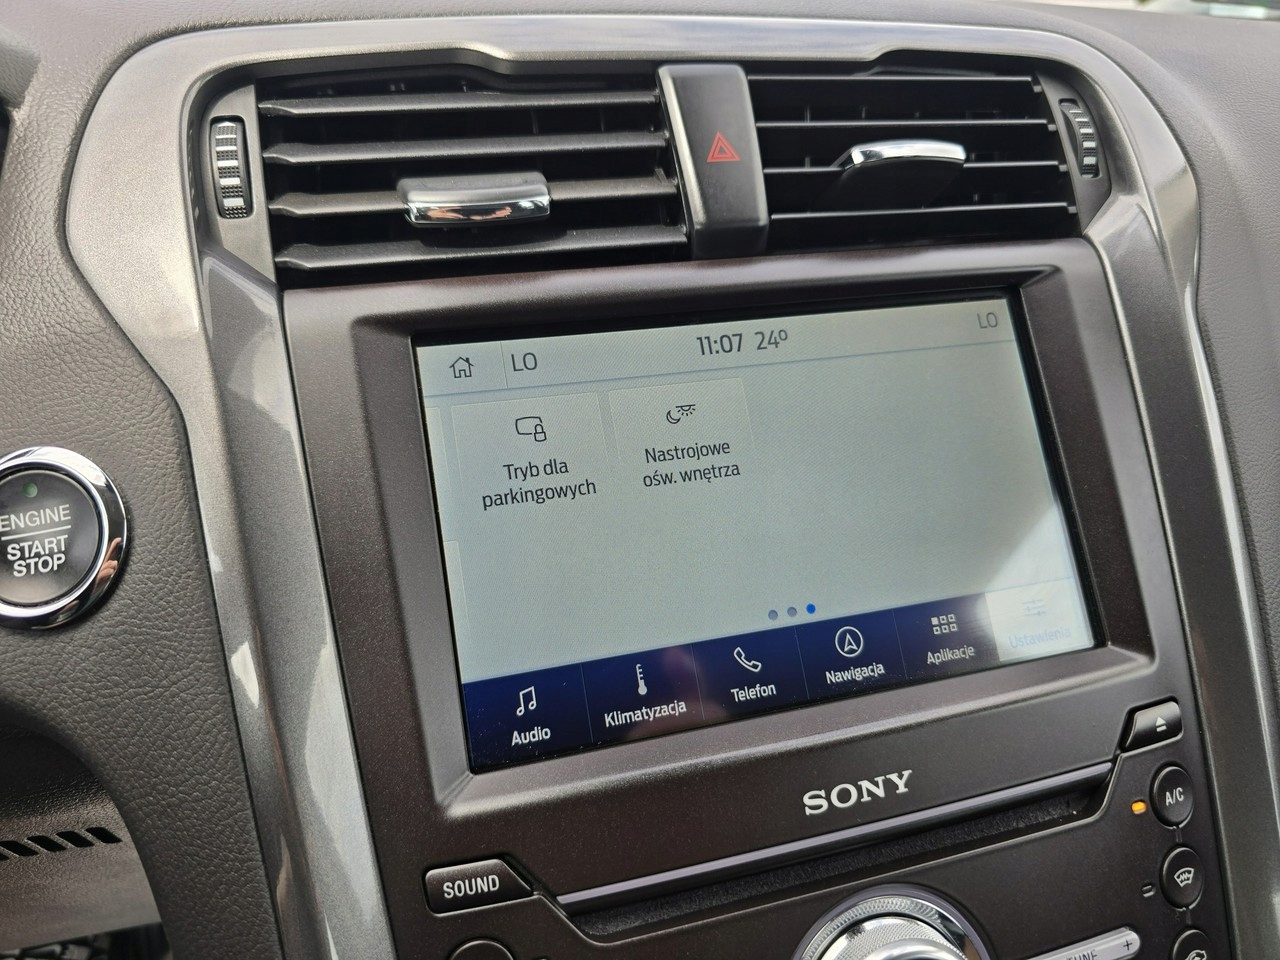 LO
11:07 24°
LO
Tryb dla
parkingowych
Nastrojowe
ośw. wnętrza
Audio
Klimatyzacja
Telefon
Nawigacja
Aplikacje
Ustawienia
ENGINE
START
STOP
SONY
A/C
SOUND
TUNE +